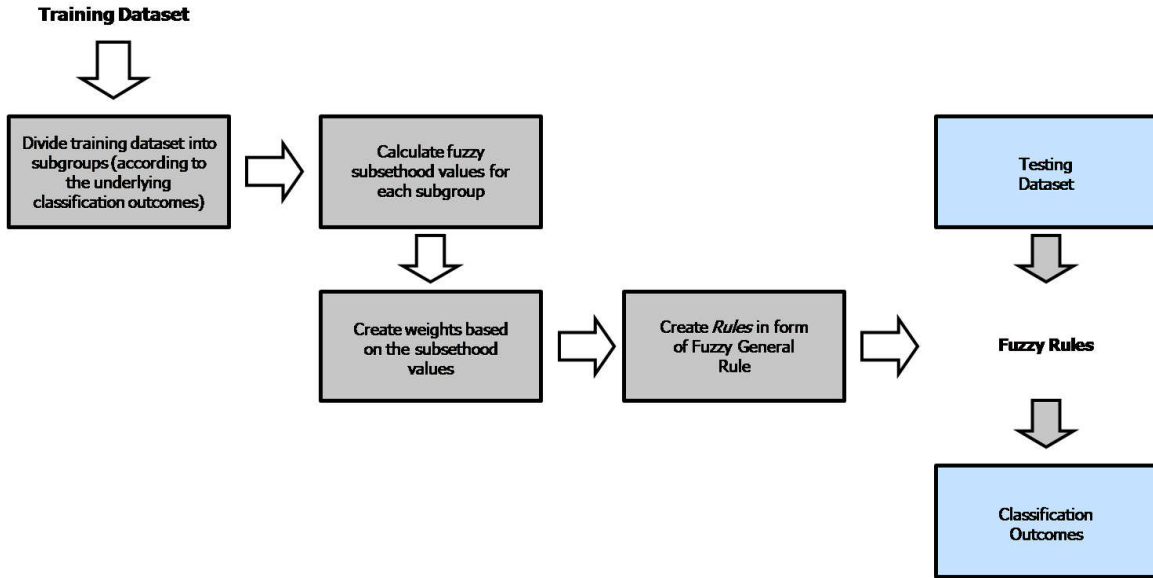 Training Dataset
Divide training dataset into
subgroups (according to
the underlying
classification outcomes)
Calculate fuzzy
subsethood values for
each subgroup
Testing
Dataset
Create weights based
on the subsethood
values
Create Rules in form
of Fuzzy General
Rule
Fuzzy Rules
Classification
Outcomes